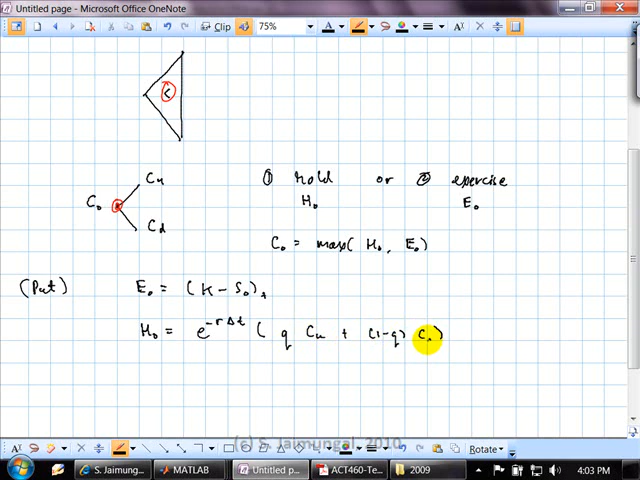 Untitled page - Microsoft Office OneNote
75%
<
C₀
Cu
Cd
① Hold or ② exercise
H₀ E₀
C₀ = max( H₀, E₀)
(Put) E₀ = (K - S₀)₊
H₀ = e^{-rΔt} ( q Cu + (1-q) C )
(c) S. Jaimungal, 2010
Rotate
S. Jaimung... MATLAB Untitled pa... ACT460-Te... 2009 4:03 PM